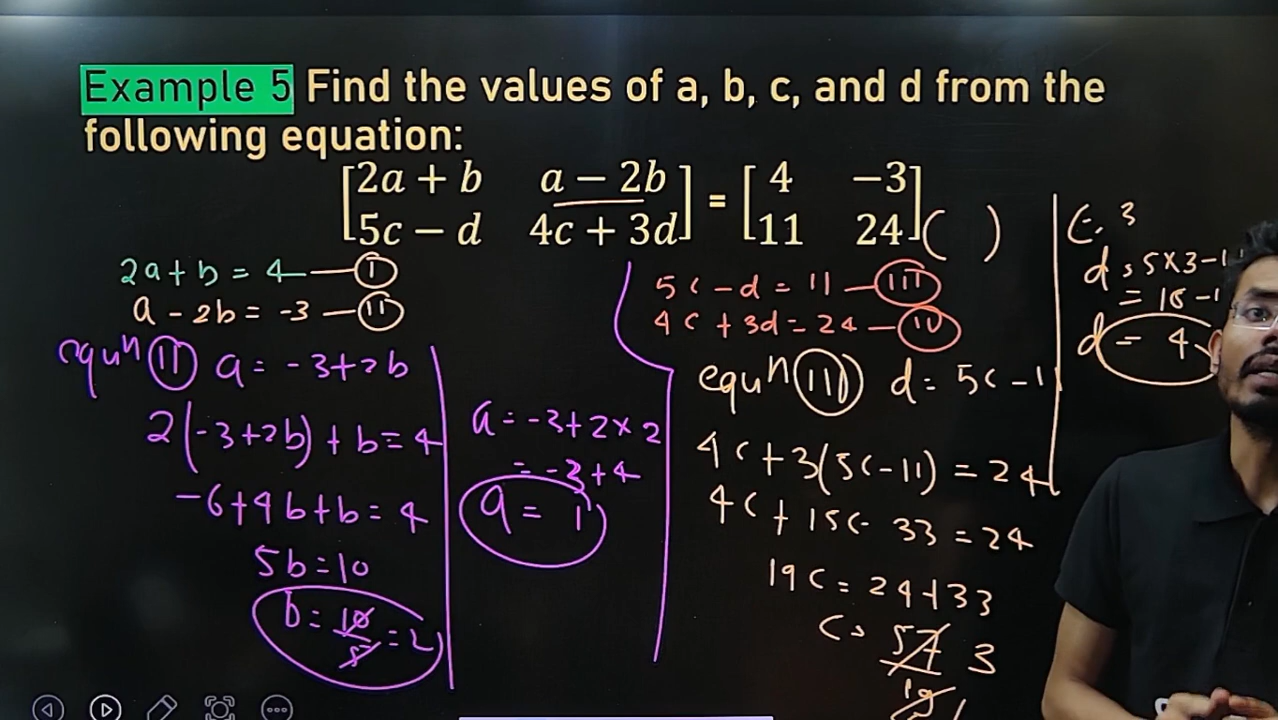 Example 5 Find the values of a, b, c, and d from the
following equation:
[2a + b   a − 2b] = [4   −3]
[5c − d   4c + 3d]   [11   24] ( )
2a + b = 4 — (I)
a - 2b = -3 — (II)
equⁿ (II) a = -3+2b
2(-3+2b) + b = 4
-6+4b+b = 4
5b = 10
b = 10/5 = 2
a = -3+2×2
= -3+4
a = 1
5c - d = 11 — (III)
4c + 3d = 24 — (IV)
equⁿ (III) d = 5c - 11
4c + 3(5c-11) = 24
4c + 15c - 33 = 24
19c = 24+33
c = 57/19 3
c = 3
d = 5×3-1
= 15 -1
d = 4